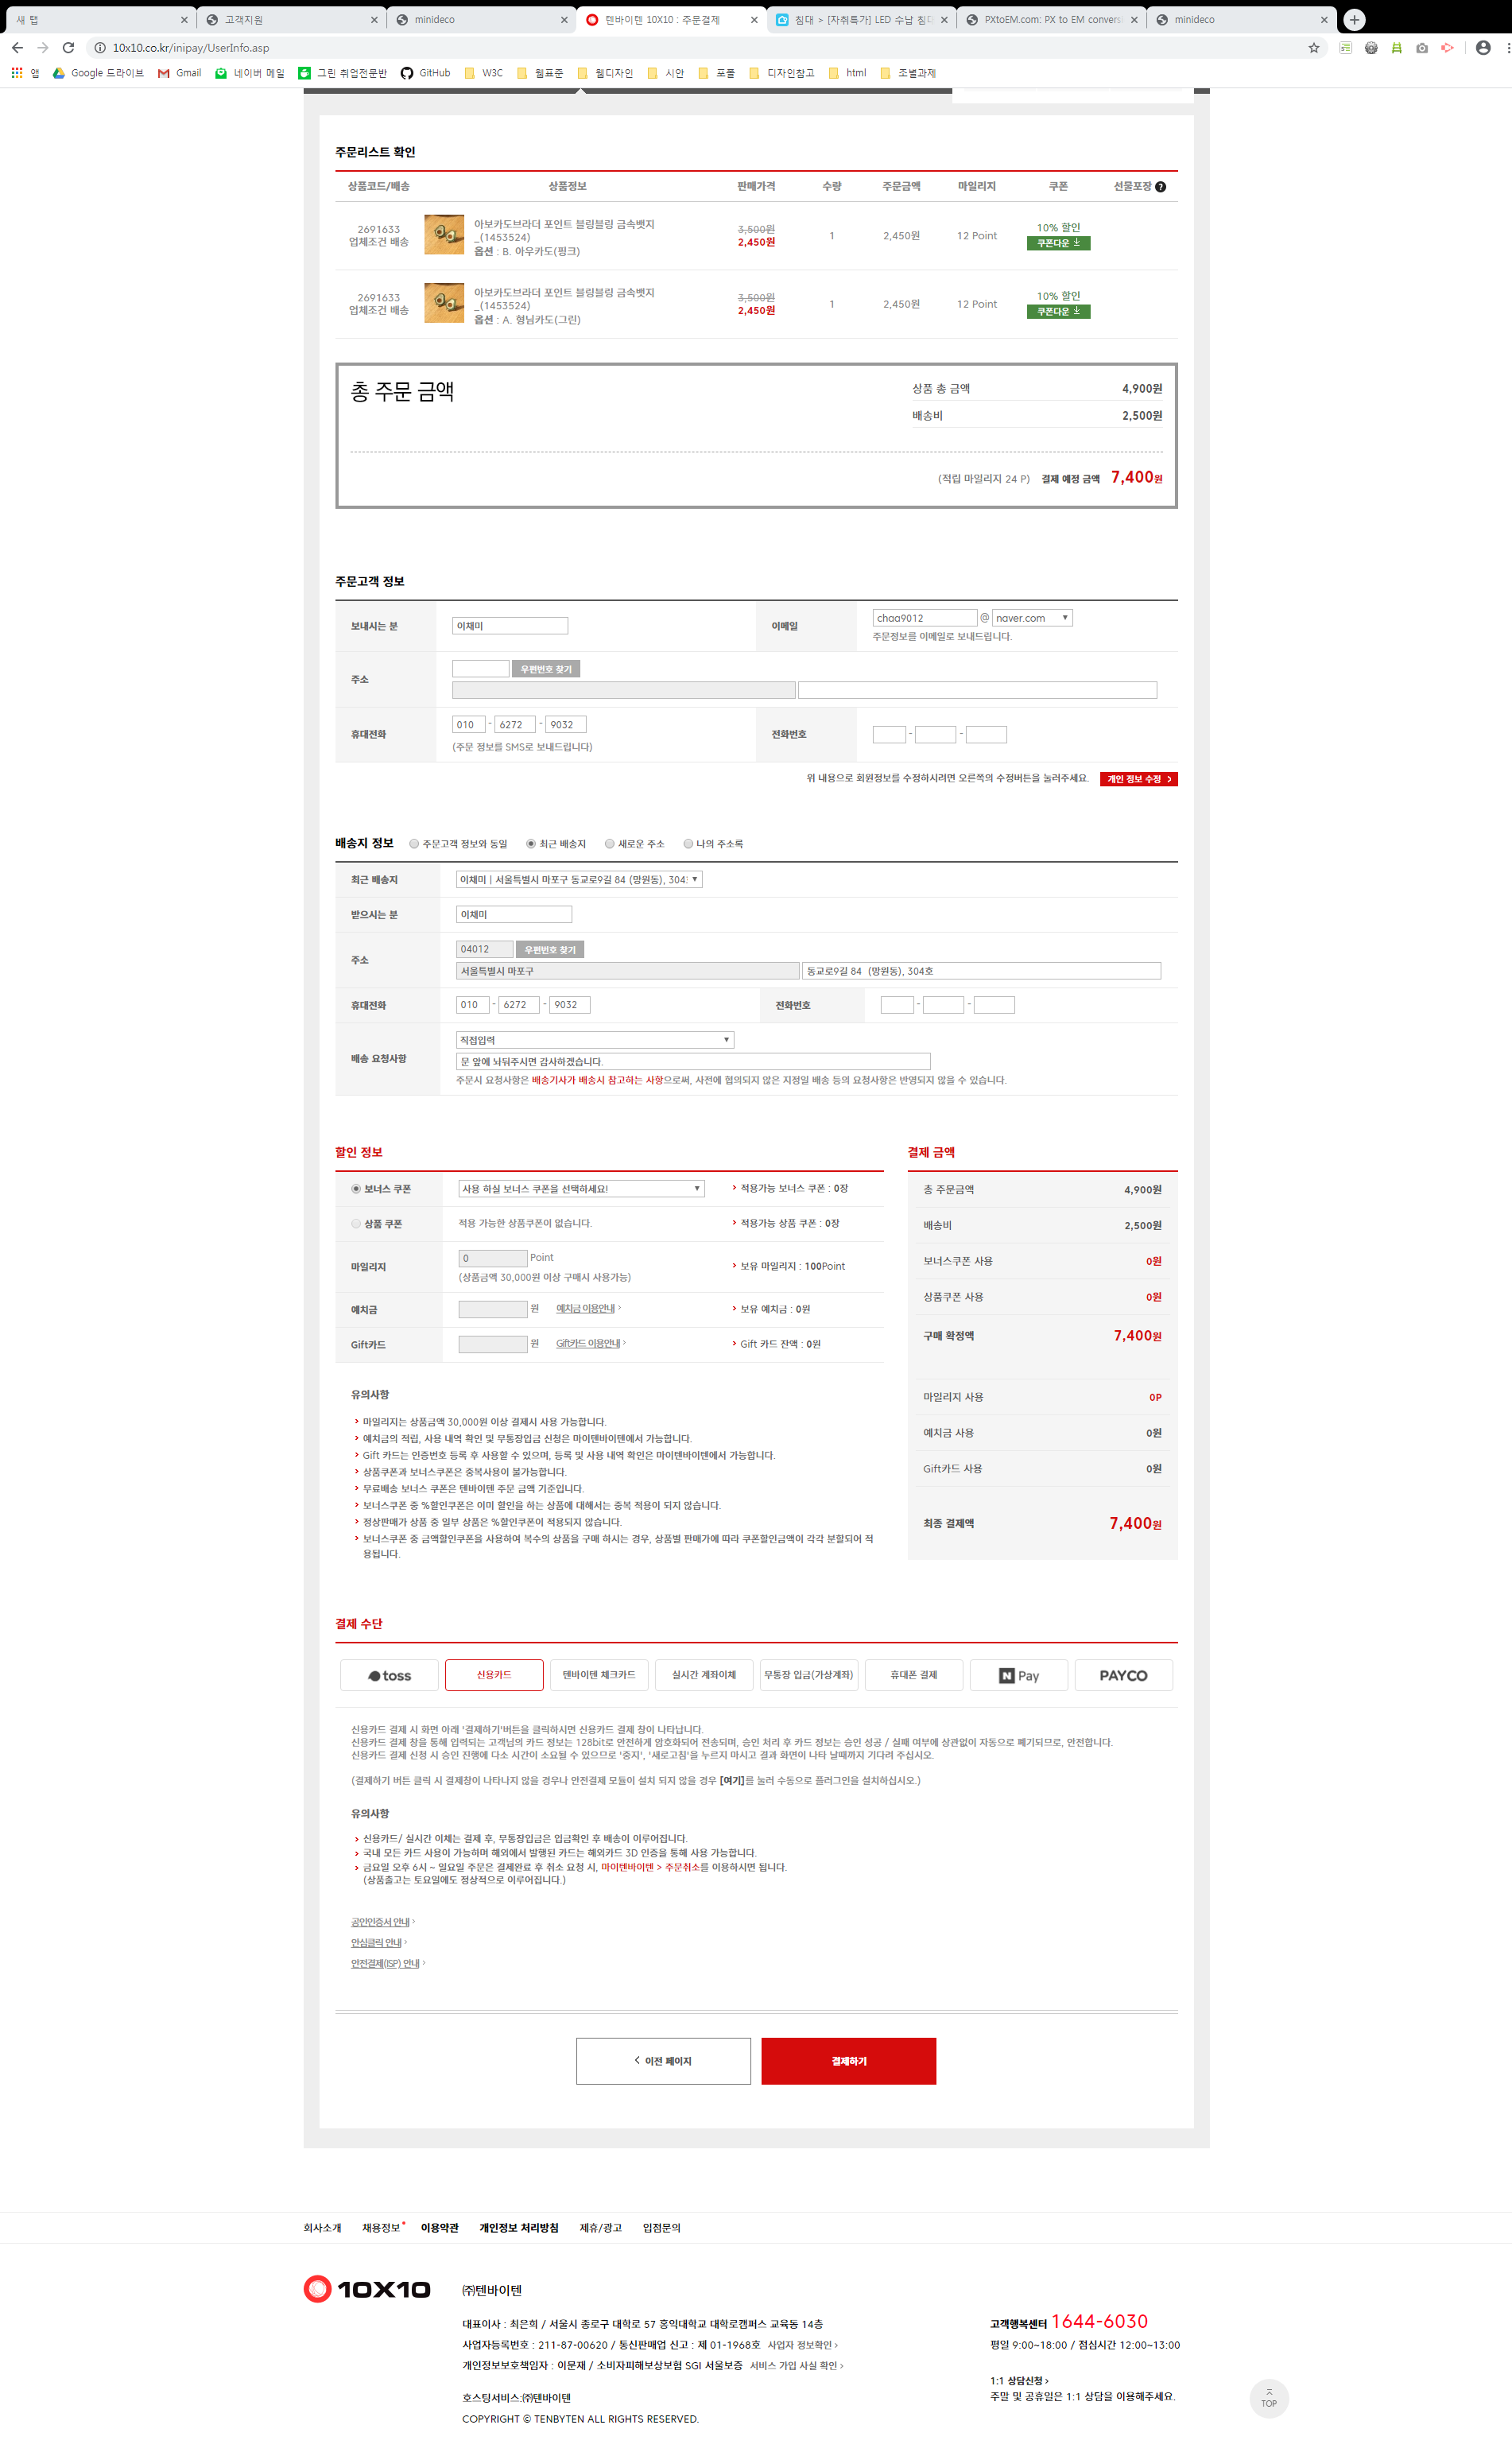 새 탭
고객지원
minideco
텐바이텐 10X10 : 주문결제
침대 > [자취특가] LED 수납 침대
PXtoEM.com: PX to EM conversi
minideco
10x10.co.kr/inipay/UserInfo.asp
앱 Google 드라이브 Gmail 네이버 메일 그린 취업전문반 GitHub W3C 웹표준 웹디자인 시안 포폴 디자인참고 html 조별과제
주문리스트 확인
상품코드/배송 상품정보 판매가격 수량 주문금액 마일리지 쿠폰 선물포장 ?
2691633
업체조건 배송
아보카도브라더 포인트 블링블링 금속뱃지
_(1453524)
옵션 : B. 아우카도(핑크)
3,500원
2,450원
1 2,450원 12 Point
10% 할인
쿠폰다운
2691633
업체조건 배송
아보카도브라더 포인트 블링블링 금속뱃지
_(1453524)
옵션 : A. 형님카도(그린)
3,500원
2,450원
1 2,450원 12 Point
10% 할인
쿠폰다운
총 주문 금액
상품 총 금액 4,900원
배송비 2,500원
(적립 마일리지 24 P) 결제 예정 금액 7,400원
주문고객 정보
보내시는 분 이채미 이메일 chaa9012 @ naver.com
주문정보를 이메일로 보내드립니다.
주소 우편번호 찾기
휴대전화 010 - 6272 - 9032 전화번호 - -
(주문 정보를 SMS로 보내드립니다)
위 내용으로 회원정보를 수정하시려면 오른쪽의 수정버튼을 눌러주세요. 개인 정보 수정 >
배송지 정보 주문고객 정보와 동일 최근 배송지 새로운 주소 나의 주소록
최근 배송지 이채미 | 서울특별시 마포구 동교로9길 84 (망원동), 304
받으시는 분 이채미
주소 04012 우편번호 찾기
서울특별시 마포구 동교로9길 84 (망원동), 304호
휴대전화 010 - 6272 - 9032 전화번호 - -
배송 요청사항 직접입력
문 앞에 놔둬주시면 감사하겠습니다.
주문시 요청사항은 배송기사가 배송시 참고하는 사항으로써, 사전에 협의되지 않은 지정일 배송 등의 요청사항은 반영되지 않을 수 있습니다.
할인 정보
보너스 쿠폰 사용 하실 보너스 쿠폰을 선택하세요! 적용가능 보너스 쿠폰 : 0장
상품 쿠폰 적용 가능한 상품쿠폰이 없습니다. 적용가능 상품 쿠폰 : 0장
마일리지 0 Point 보유 마일리지 : 100Point
(상품금액 30,000원 이상 구매시 사용가능)
예치금 원 예치금 이용안내 > 보유 예치금 : 0원
Gift카드 원 Gift카드 이용안내 > Gift 카드 잔액 : 0원
유의사항
마일리지는 상품금액 30,000원 이상 결제시 사용 가능합니다.
예치금의 적립, 사용 내역 확인 및 무통장입금 신청은 마이텐바이텐에서 가능합니다.
Gift 카드는 인증번호 등록 후 사용할 수 있으며, 등록 및 사용 내역 확인은 마이텐바이텐에서 가능합니다.
상품쿠폰과 보너스쿠폰은 중복사용이 불가능합니다.
무료배송 보너스 쿠폰은 텐바이텐 주문 금액 기준입니다.
보너스쿠폰 중 %할인쿠폰은 이미 할인을 하는 상품에 대해서는 중복 적용이 되지 않습니다.
정상판매가 상품 중 일부 상품은 %할인쿠폰이 적용되지 않습니다.
보너스쿠폰 중 금액할인쿠폰을 사용하여 복수의 상품을 구매 하시는 경우, 상품별 판매가에 따라 쿠폰할인금액이 각각 분할되어 적
용됩니다.
결제 금액
총 주문금액 4,900원
배송비 2,500원
보너스쿠폰 사용 0원
상품쿠폰 사용 0원
구매 확정액 7,400원
마일리지 사용 0P
예치금 사용 0원
Gift카드 사용 0원
최종 결제액 7,400원
결제 수단
toss 신용카드 텐바이텐 체크카드 실시간 계좌이체 무통장 입금(가상계좌) 휴대폰 결제 N Pay PAYCO
신용카드 결제 시 화면 아래 '결제하기'버튼을 클릭하시면 신용카드 결제 창이 나타납니다.
신용카드 결제 창을 통해 입력되는 고객님의 카드 정보는 128bit로 안전하게 암호화되어 전송되며, 승인 처리 후 카드 정보는 승인 성공 / 실패 여부에 상관없이 자동으로 폐기되므로, 안전합니다.
신용카드 결제 신청 시 승인 진행에 다소 시간이 소요될 수 있으므로 '중지', '새로고침'을 누르지 마시고 결과 화면이 나타 날때까지 기다려 주십시오.
(결제하기 버튼 클릭 시 결제창이 나타나지 않을 경우나 안전결제 모듈이 설치 되지 않을 경우 [여기]를 눌러 수동으로 플러그인을 설치하십시오.)
유의사항
신용카드/ 실시간 이체는 결제 후, 무통장입금은 입금확인 후 배송이 이루어집니다.
국내 모든 카드 사용이 가능하며 해외에서 발행된 카드는 해외카드 3D 인증을 통해 사용 가능합니다.
금요일 오후 6시 ~ 일요일 주문은 결제완료 후 취소 요청 시, 마이텐바이텐 > 주문취소를 이용하시면 됩니다.
(상품출고는 토요일에도 정상적으로 이루어집니다.)
공인인증서 안내 >
안심클릭 안내 >
안전결제(ISP) 안내 >
< 이전 페이지 결제하기
회사소개 채용정보 이용약관 개인정보 처리방침 제휴/광고 입점문의
10X10
㈜텐바이텐
대표이사 : 최은희 / 서울시 종로구 대학로 57 홍익대학교 대학로캠퍼스 교육동 14층
사업자등록번호 : 211-87-00620 / 통신판매업 신고 : 제 01-1968호 사업자 정보확인 >
개인정보보호책임자 : 이문재 / 소비자피해보상보험 SGI 서울보증 서비스 가입 사실 확인 >
호스팅서비스:㈜텐바이텐
COPYRIGHT © TENBYTEN ALL RIGHTS RESERVED.
고객행복센터 1644-6030
평일 9:00~18:00 / 점심시간 12:00~13:00
1:1 상담신청 >
주말 및 공휴일은 1:1 상담을 이용해주세요.
TOP